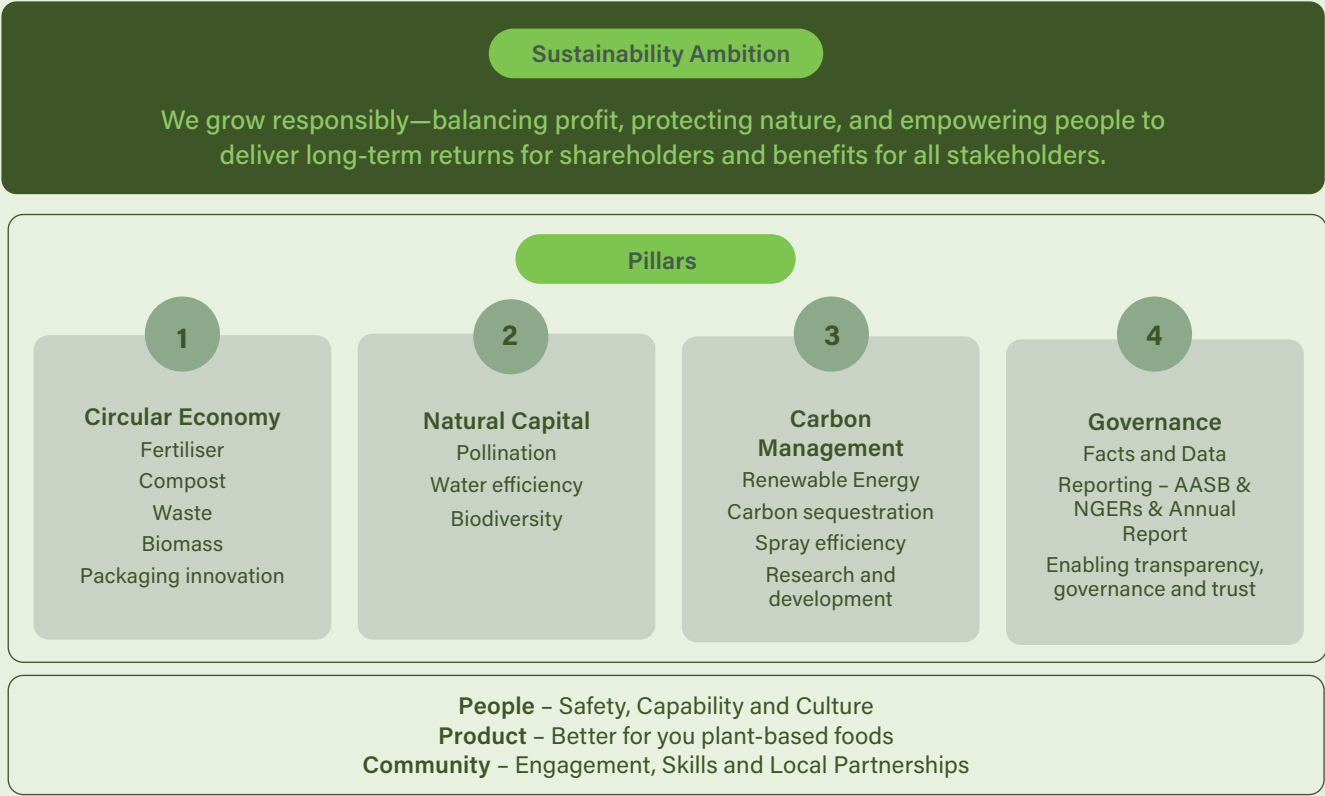 Sustainability Ambition
We grow responsibly—balancing profit, protecting nature, and empowering people to
deliver long-term returns for shareholders and benefits for all stakeholders.
Pillars
1
Circular Economy
Fertiliser
Compost
Waste
Biomass
Packaging innovation
2
Natural Capital
Pollination
Water efficiency
Biodiversity
3
Carbon
Management
Renewable Energy
Carbon sequestration
Spray efficiency
Research and
development
4
Governance
Facts and Data
Reporting – AASB &
NGERs & Annual
Report
Enabling transparency,
governance and trust
People – Safety, Capability and Culture
Product – Better for you plant-based foods
Community – Engagement, Skills and Local Partnerships